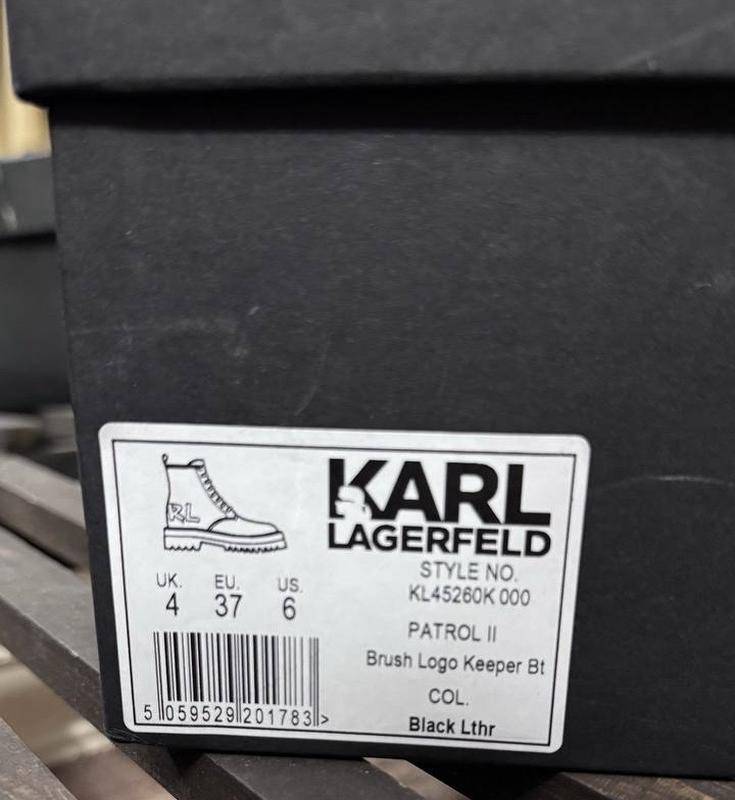 KARL
LAGERFELD
RL
STYLE NO.
KL45260K 000
UK. EU. US.
4 37 6
PATROL II
Brush Logo Keeper Bt
COL.
Black Lthr
5 059529 201783 >